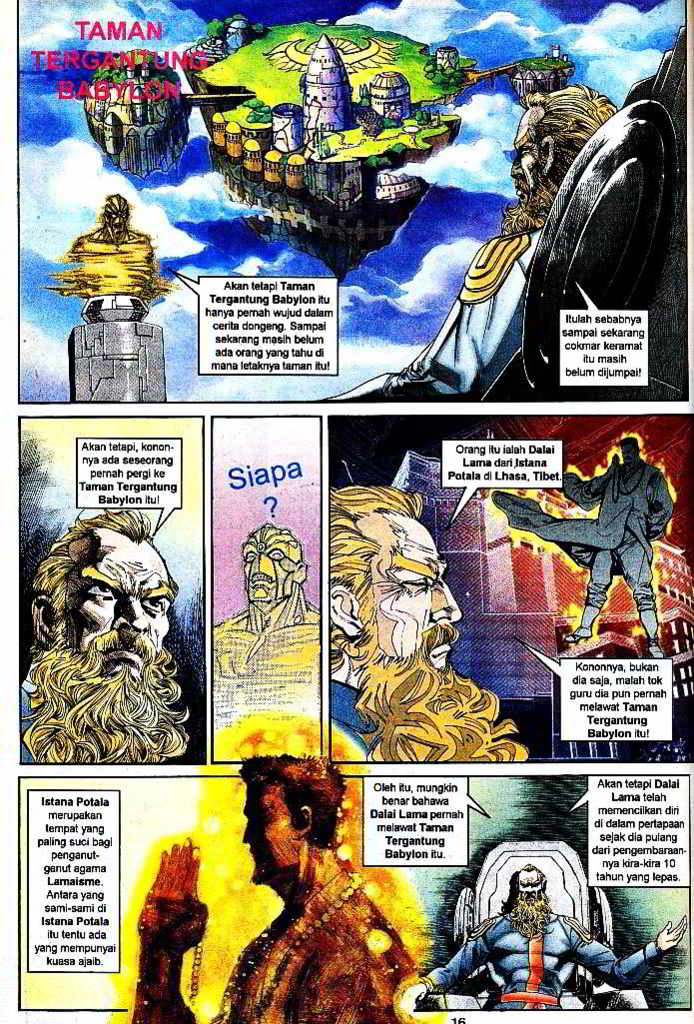 TAMAN
TERGANTUNG
BABYLON
Akan tetapi Taman
Tergantung Babylon itu
hanya pernah wujud dalam
cerita dongeng. Sampai
sekarang masih belum
ada orang yang tahu di
mana letaknya taman itu!
Itulah sebabnya
sampai sekarang
cokmar keramat
itu masih
belum dijumpai!
Akan tetapi, konon-
nya ada seseorang
pernah pergi ke
Taman Tergantung
Babylon itu!
Siapa
?
Orang itu ialah Dalai
Lama dari Istana
Potala di Lhasa, Tibet.
Kononnya, bukan
dia saja, malah tok
guru dia pun pernah
melawat Taman
Tergantung
Babylon itu!
Istana Potala
merupakan
tempat yang
paling suci bagi
penganut-
ganut agama
Lamaisme.
Antara yang
sami-sami di
Istana Potala
itu tentu ada
yang mempunyai
kuasa ajaib.
Oleh itu, mungkin
benar bahawa
Dalai Lama pernah
melawat Taman
Tergantung
Babylon itu.
Akan tetapi Dalai
Lama telah
memencilkan diri
di dalam pertapaan
sejak dia pulang
dari pengembaraan-
nya kira-kira 10
tahun yang lepas.
16